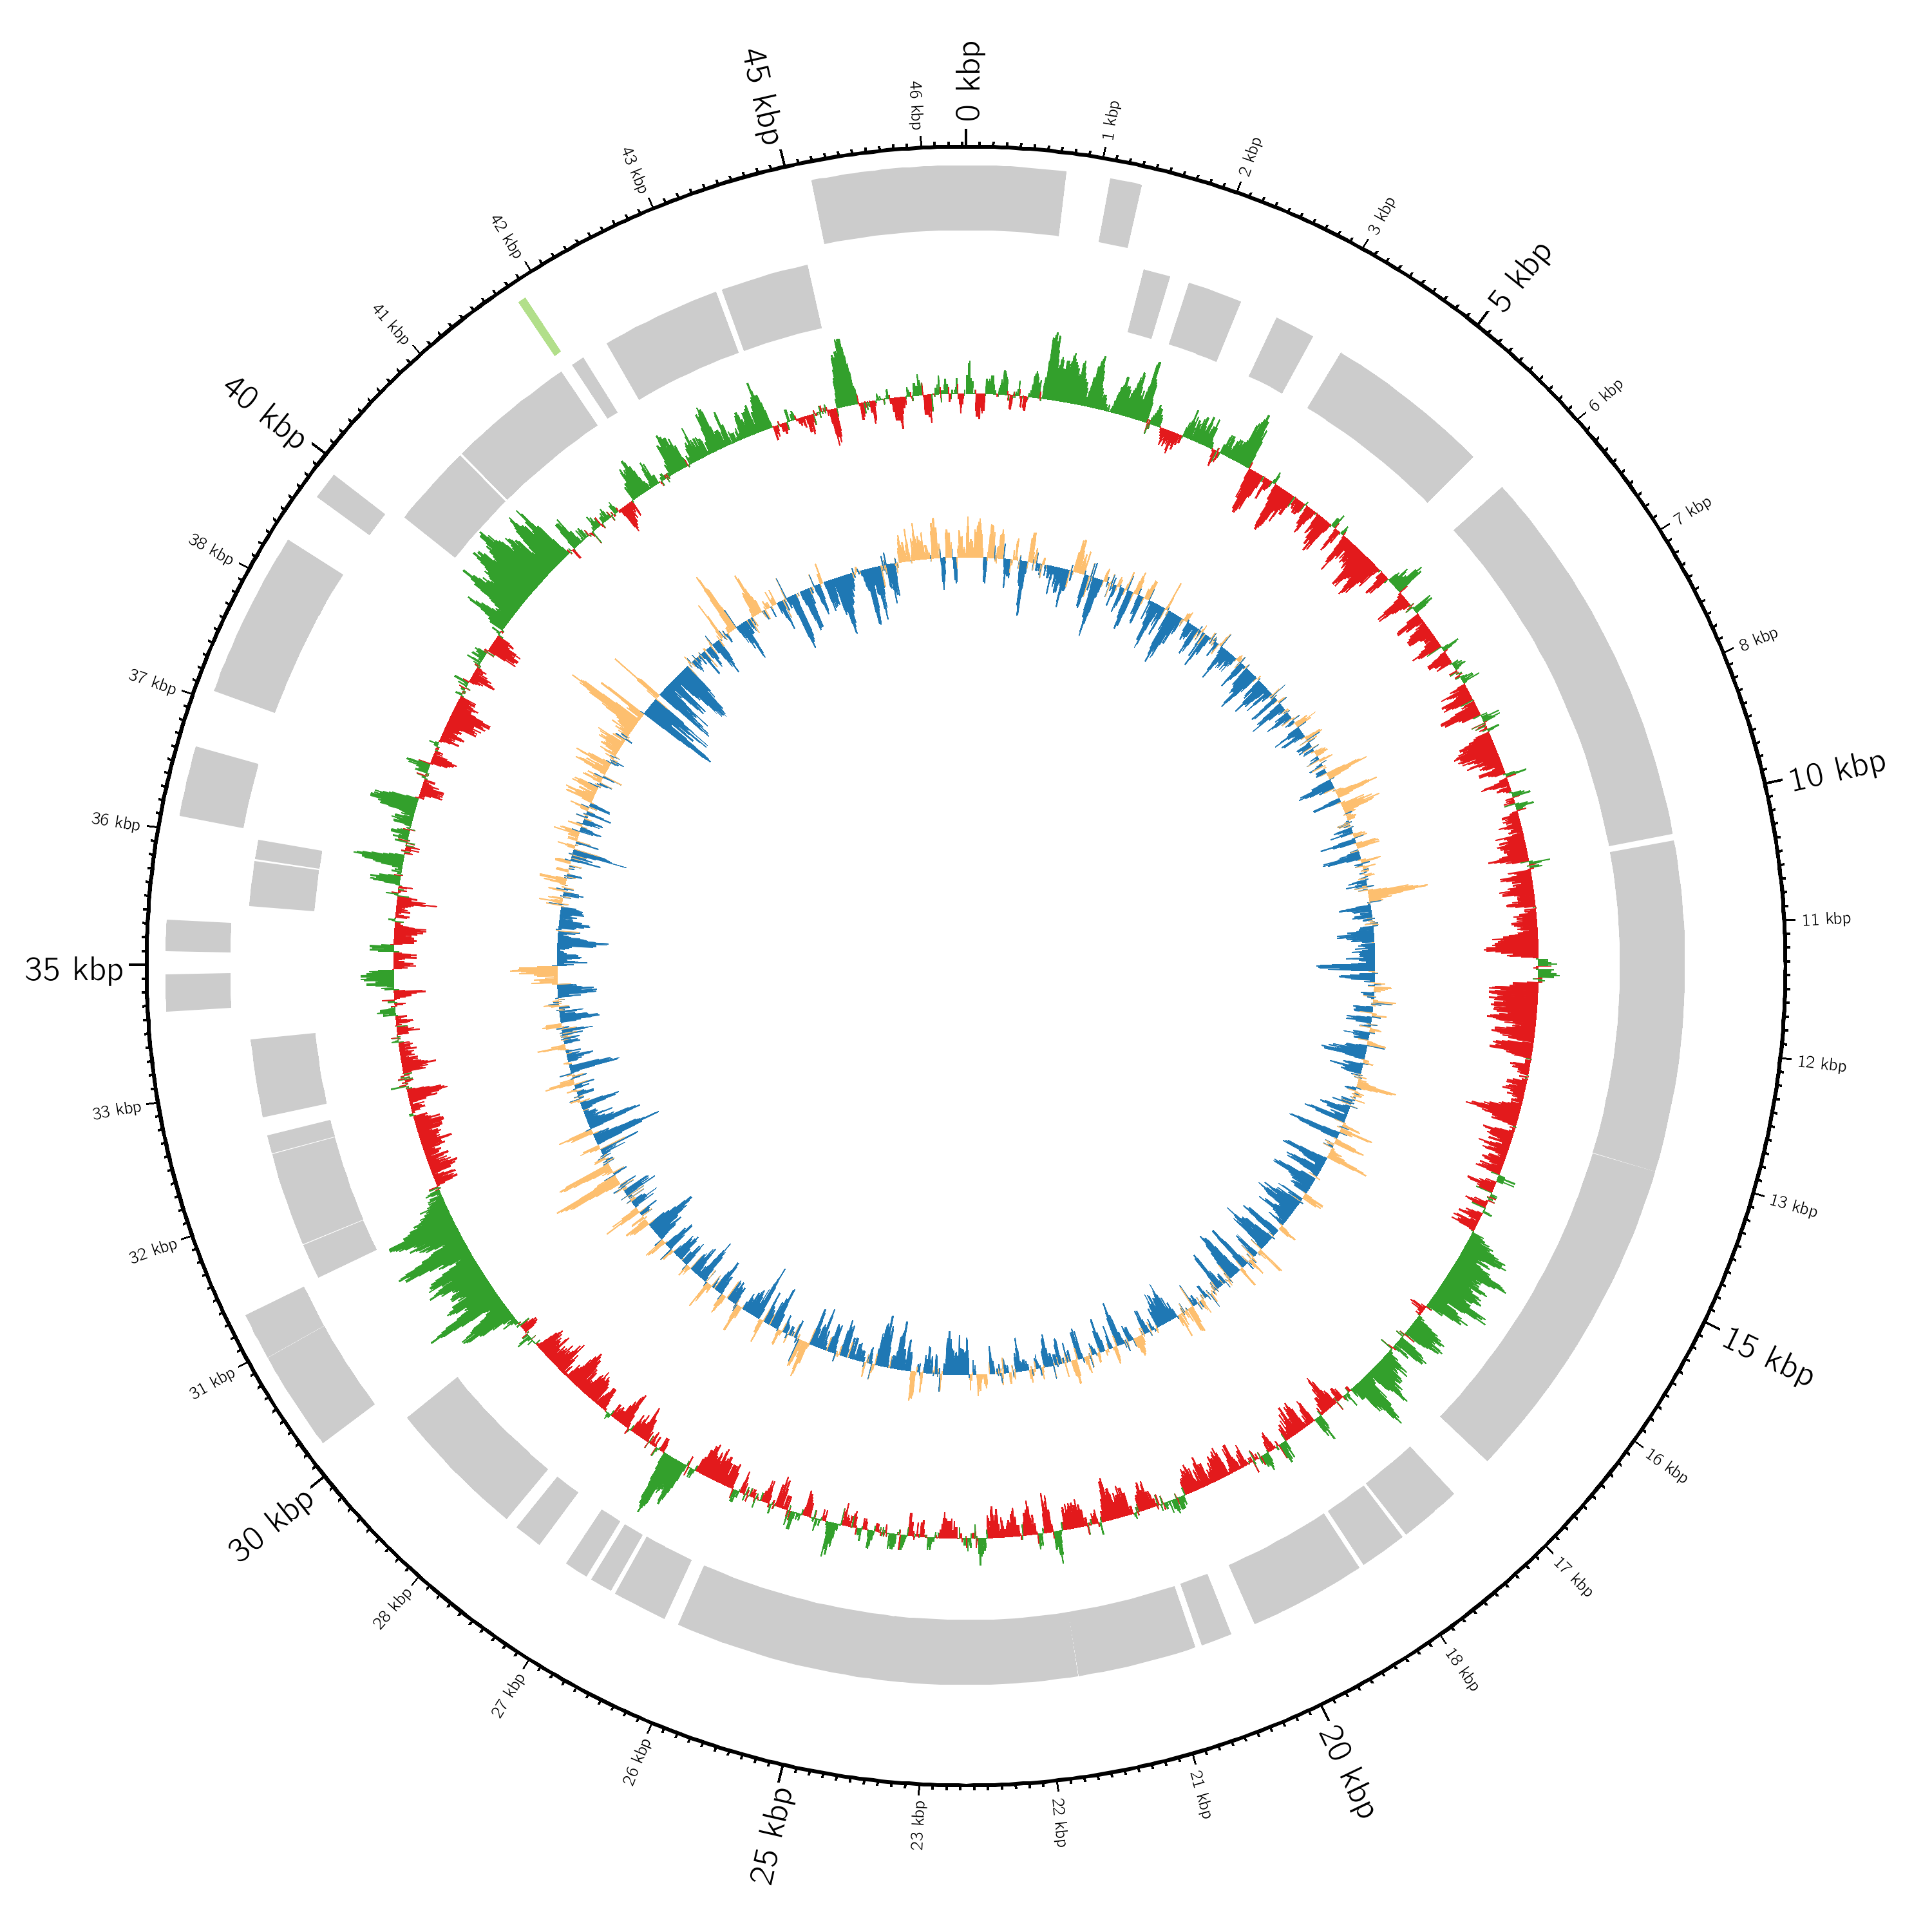 0 kbp
1 kbp
2 kbp
3 kbp
5 kbp
6 kbp
7 kbp
8 kbp
10 kbp
11 kbp
12 kbp
13 kbp
15 kbp
16 kbp
17 kbp
18 kbp
20 kbp
21 kbp
22 kbp
23 kbp
25 kbp
26 kbp
27 kbp
28 kbp
30 kbp
31 kbp
32 kbp
33 kbp
35 kbp
36 kbp
37 kbp
38 kbp
40 kbp
41 kbp
42 kbp
43 kbp
45 kbp
46 kbp